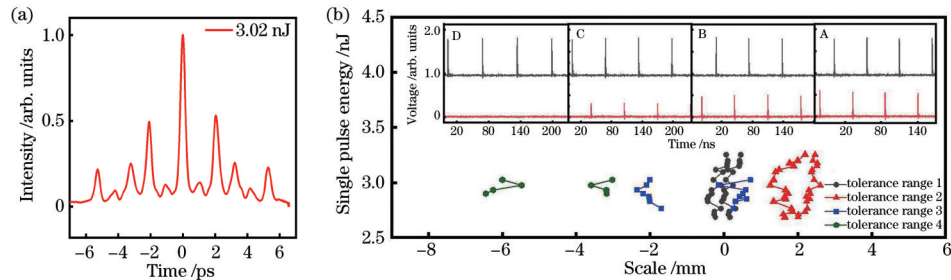 (a)
3.02 nJ
Intensity /arb. units
1.0
0.5
0
−6 −4 −2 0 2 4 6
Time /ps
(b)
Single pulse energy /nJ
4.5
4.0
3.5
3.0
2.5
−8 −6 −4 −2 0 2 4 6
Scale /mm
Voltage /arb. units
2.0
1.0
0
D C B A
20 80 140 200 20 80 140 200 20 80 140 20 80 140
Time /ns
tolerance range 1
tolerance range 2
tolerance range 3
tolerance range 4